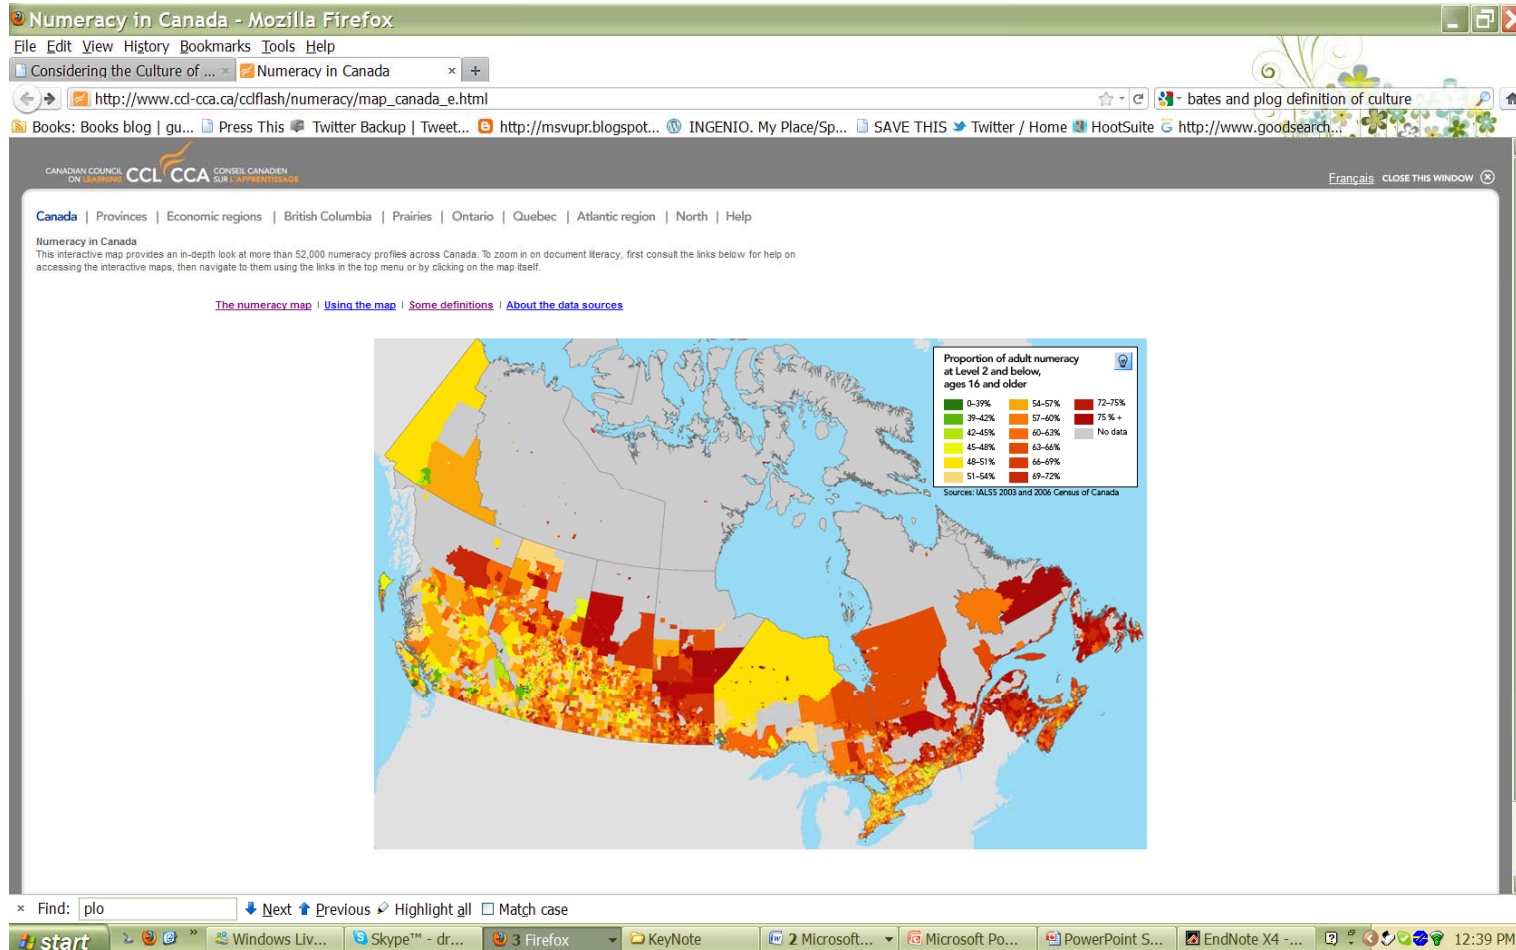 Numeracy in Canada - Mozilla Firefox
File Edit View History Bookmarks Tools Help
Considering the Culture of ... × Numeracy in Canada × +
http://www.ccl-cca.ca/cclflash/numeracy/map_canada_e.html bates and plog definition of culture
Books: Books blog | gu... Press This Twitter Backup | Tweet... http://msvupr.blogspot... INGENIO. My Place/Sp... SAVE THIS Twitter / Home HootSuite http://www.goodsearch...
CANADIAN COUNCIL ON LEARNING CCL CCA CONSEIL CANADIEN SUR L'APPRENTISSAGE
Français CLOSE THIS WINDOW
Canada | Provinces | Economic regions | British Columbia | Prairies | Ontario | Quebec | Atlantic region | North | Help
Numeracy in Canada
This interactive map provides an in-depth look at more than 52,000 numeracy profiles across Canada. To zoom in on document literacy, first consult the links below for help on
accessing the interactive maps, then navigate to them using the links in the top menu or by clicking on the map itself.
The numeracy map | Using the map | Some definitions | About the data sources
Proportion of adult numeracy
at Level 2 and below,
ages 16 and older
0–39% 54–57% 72–75%
39–42% 57–60% 75 % +
42–45% 60–63% No data
45–48% 63–66%
48–51% 66–69%
51–54% 69–72%
Sources: IALSS 2003 and 2006 Census of Canada
× Find: plo Next Previous Highlight all Match case
start Windows Liv... Skype™ - dr... 3 Firefox KeyNote 2 Microsoft... Microsoft Po... PowerPoint S... EndNote X4 -... 12:39 PM